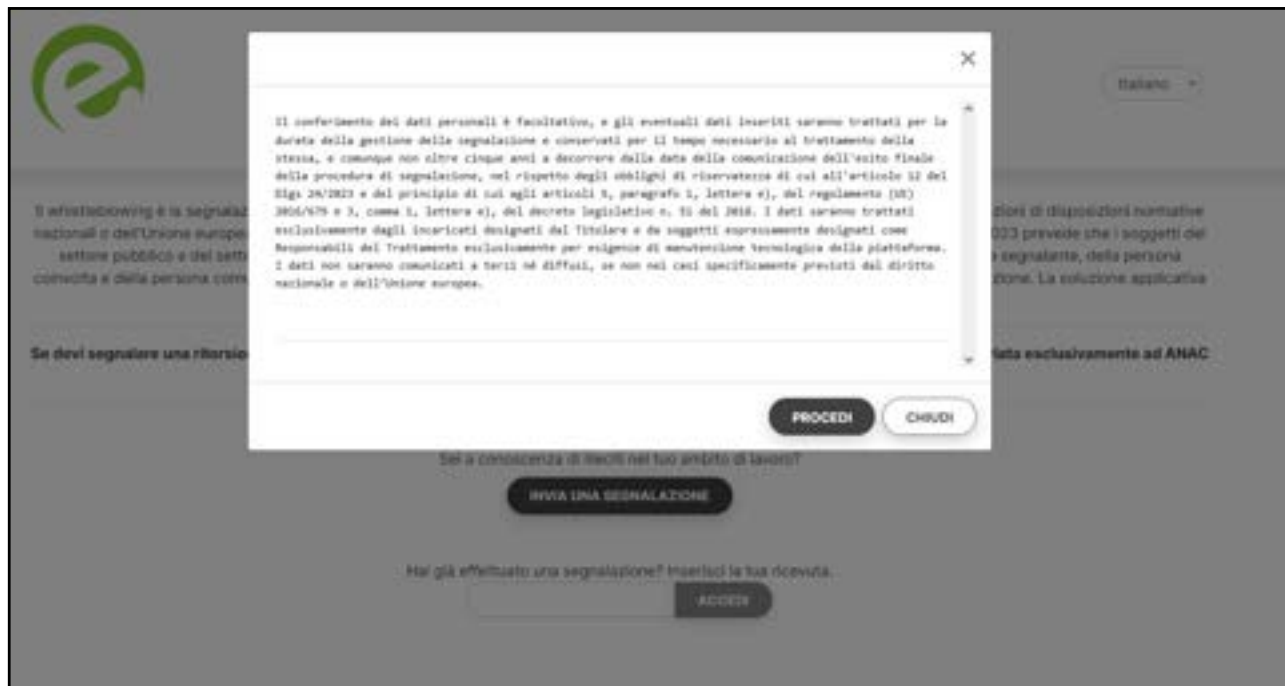 Italiano
Il conferimento dei dati personali è facoltativo, e gli eventuali dati inseriti saranno trattati per la
durata della gestione della segnalazione e conservati per il tempo necessario al trattamento della
stessa, e comunque non oltre cinque anni a decorrere dalla data della comunicazione dell'esito finale
della procedura di segnalazione, nel rispetto degli obblighi di riservatezza di cui all'articolo 12 del
Dlgs 24/2023 e del principio di cui agli articoli 5, paragrafo 1, lettera e), del regolamento (UE)
2016/679 e 3, comma 1, lettera e), del decreto legislativo n. 51 del 2018. I dati saranno trattati
esclusivamente dagli incaricati designati dal Titolare e da soggetti espressamente designati come
Responsabili del Trattamento esclusivamente per esigenze di manutenzione tecnologica della piattaforma.
I dati non saranno comunicati a terzi né diffusi, se non nei casi specificamente previsti dal diritto
nazionale o dell'Unione europea.
PROCEDI
CHIUDI
Il whistleblowing è la segnalaz
zioni di disposizioni normative
nazionali o dell'Unione europe
023 prevede che i soggetti del
settore pubblico e del sett
segnalante, della persona
coinvolta e della persona com
zione. La soluzione applicativa
Se devi segnalare una ritorsio
iata esclusivamente ad ANAC
Sei a conoscenza di illeciti nel tuo ambito di lavoro?
INVIA UNA SEGNALAZIONE
Hai già effettuato una segnalazione? Inserisci la tua ricevuta.
ACCEDI